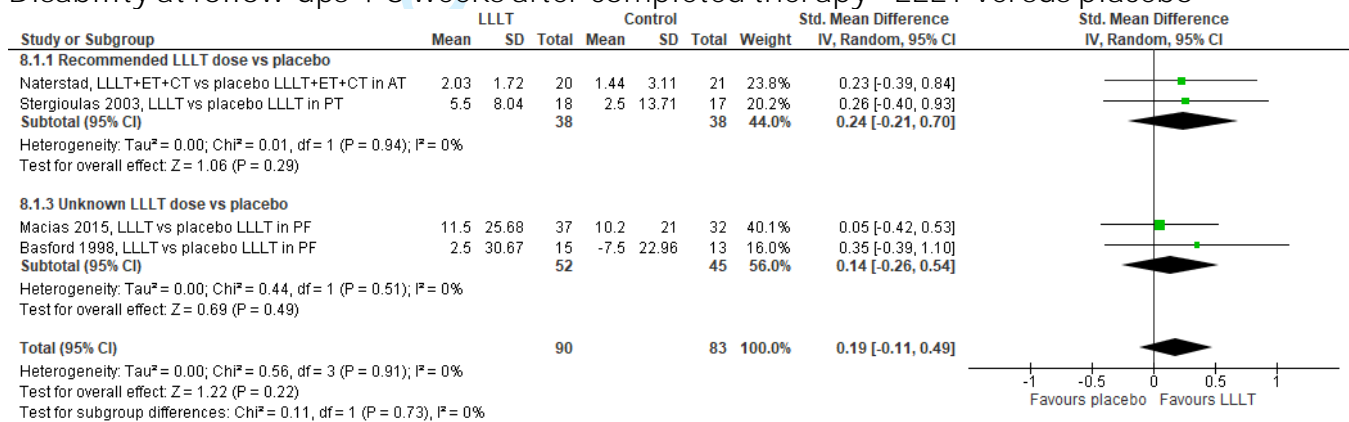 Disability at follow-ups 4-8 weeks after completed therapy - LLLT versus placebo
LLLT Control Std. Mean Difference Std. Mean Difference
Study or Subgroup Mean SD Total Mean SD Total Weight IV, Random, 95% CI IV, Random, 95% CI
8.1.1 Recommended LLLT dose vs placebo
Naterstad, LLLT+ET+CT vs placebo LLLT+ET+CT in AT 2.03 1.72 20 1.44 3.11 21 23.8% 0.23 [-0.39, 0.84]
Stergioulas 2003, LLLT vs placebo LLLT in PT 5.5 8.04 18 2.5 13.71 17 20.2% 0.26 [-0.40, 0.93]
Subtotal (95% CI) 38 38 44.0% 0.24 [-0.21, 0.70]
Heterogeneity: Tau² = 0.00; Chi² = 0.01, df = 1 (P = 0.94); I² = 0%
Test for overall effect: Z = 1.06 (P = 0.29)
8.1.3 Unknown LLLT dose vs placebo
Macias 2015, LLLT vs placebo LLLT in PF 11.5 25.68 37 10.2 21 32 40.1% 0.05 [-0.42, 0.53]
Basford 1998, LLLT vs placebo LLLT in PF 2.5 30.67 15 -7.5 22.96 13 16.0% 0.35 [-0.39, 1.10]
Subtotal (95% CI) 52 45 56.0% 0.14 [-0.26, 0.54]
Heterogeneity: Tau² = 0.00; Chi² = 0.44, df = 1 (P = 0.51); I² = 0%
Test for overall effect: Z = 0.69 (P = 0.49)
Total (95% CI) 90 83 100.0% 0.19 [-0.11, 0.49]
Heterogeneity: Tau² = 0.00; Chi² = 0.56, df = 3 (P = 0.91); I² = 0%
Test for overall effect: Z = 1.22 (P = 0.22)
Test for subgroup differences: Chi² = 0.11, df = 1 (P = 0.73), I² = 0%
-1 -0.5 0 0.5 1
Favours placebo Favours LLLT